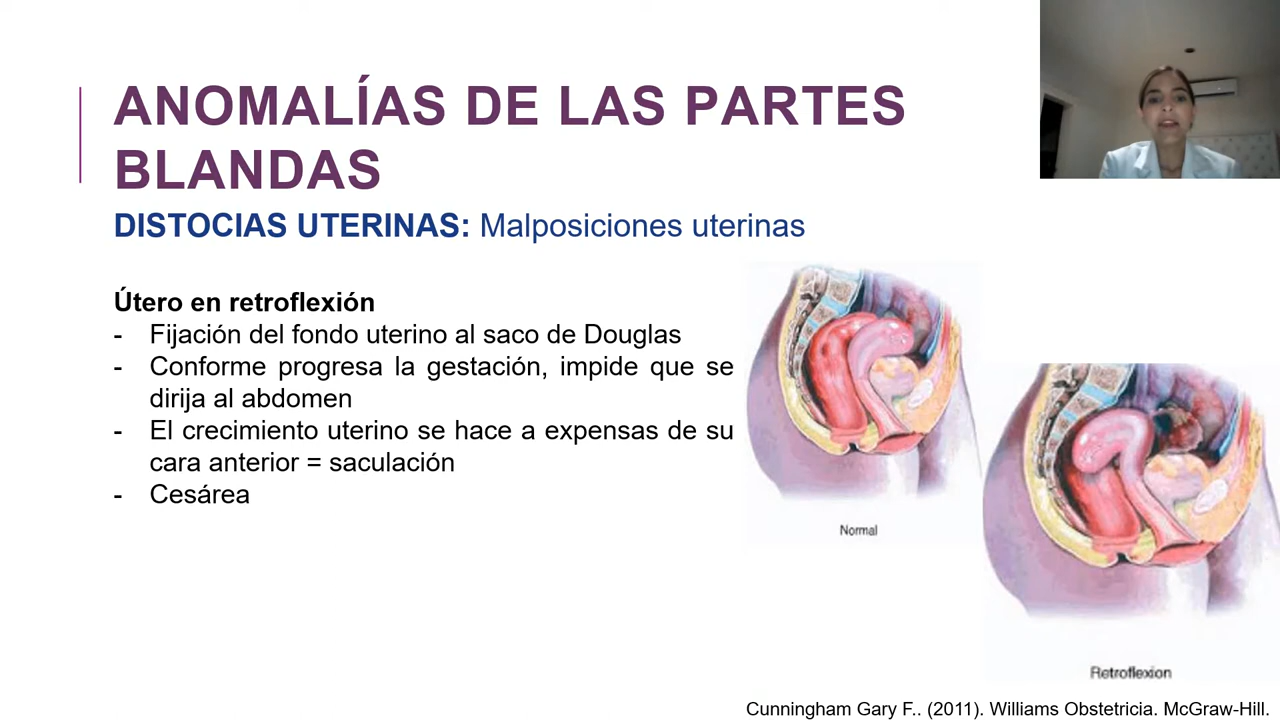 ANOMALÍAS DE LAS PARTES
BLANDAS
DISTOCIAS UTERINAS: Malposiciones uterinas
Útero en retroflexión
- Fijación del fondo uterino al saco de Douglas
- Conforme progresa la gestación, impide que se
dirija al abdomen
- El crecimiento uterino se hace a expensas de su
cara anterior = saculación
- Cesárea
Normal
Retroflexion
Cunningham Gary F.. (2011). Williams Obstetricia. McGraw-Hill.